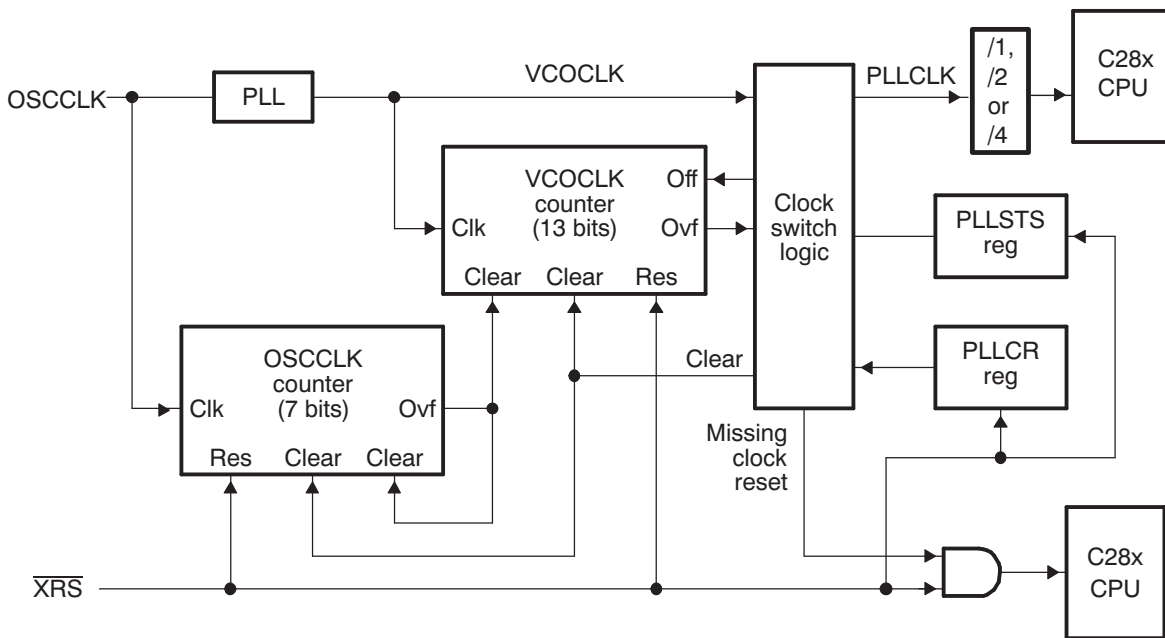 OSCCLK
PLL
VCOCLK
PLLCLK
/1,
/2
or
/4
C28x
CPU
VCOCLK
counter
(13 bits)
Off
Clk
Ovf
Clear
Clear
Res
Clock
switch
logic
PLLSTS
reg
OSCCLK
counter
(7 bits)
Clk
Ovf
Res
Clear
Clear
Clear
PLLCR
reg
Missing
clock
reset
XRS
C28x
CPU